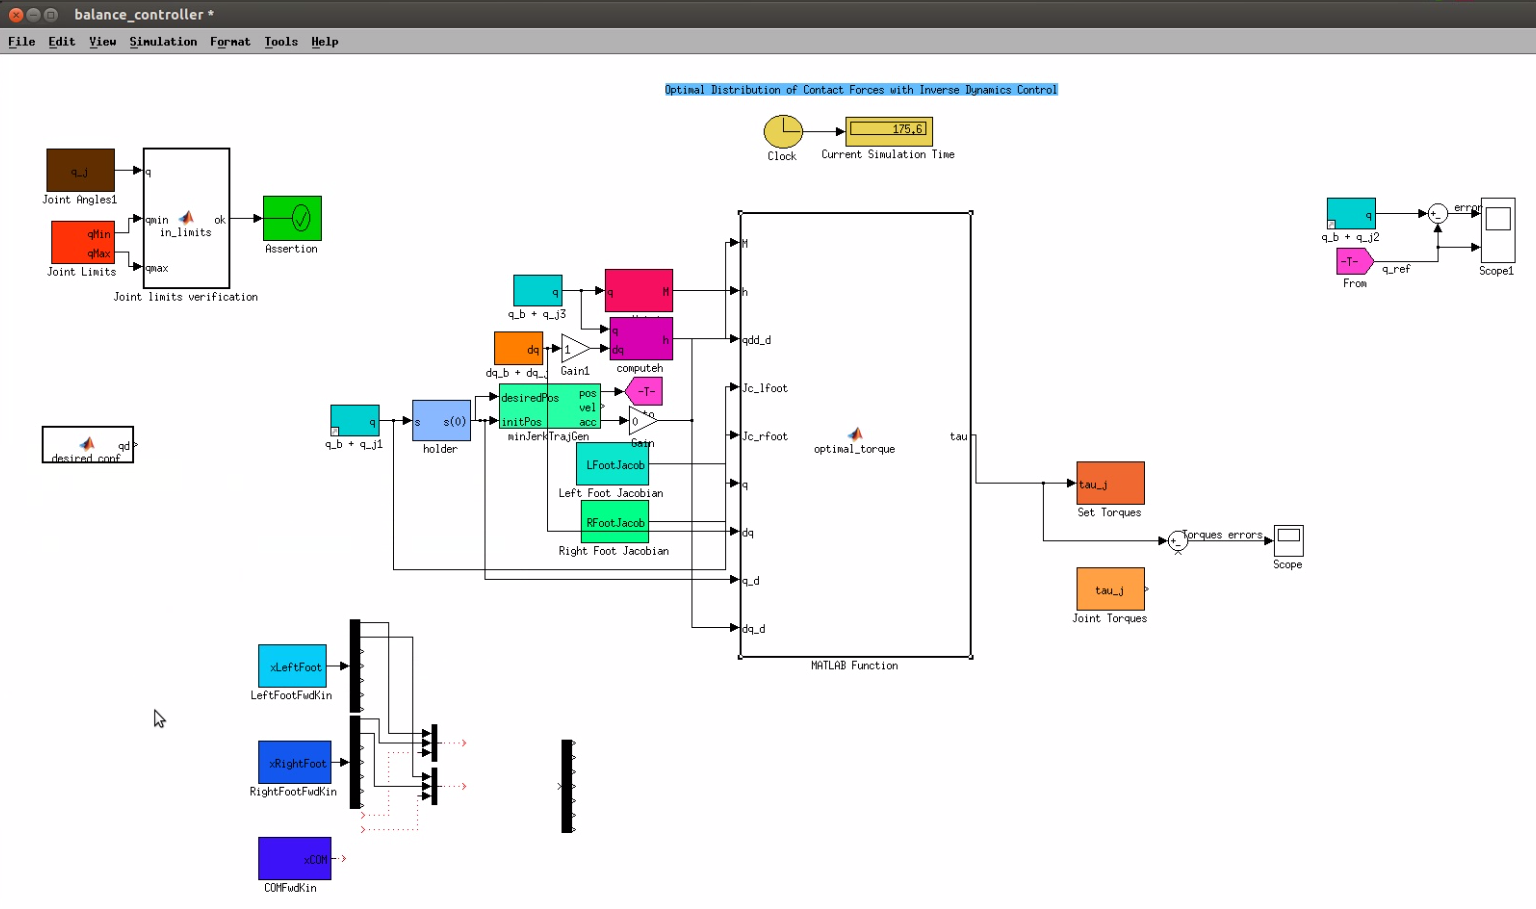 balance_controller *
File Edit View Simulation Format Tools Help
Optimal Distribution of Contact Forces with Inverse Dynamics Control
Clock
175.6
Current Simulation Time
q_j
Joint Angles1
qMin
qMax
Joint Limits
q
qmin
qmax
in_limits
ok
Joint limits verification
Assertion
q
q_b + q_j2
-T-
From
q_ref
+
-
error
Scope1
q
q_b + q_j3
q
M
dq
dq_b + dq_j
1
Gain1
q
dq
h
computeh
q
q_b + q_j1
s
s(0)
holder
desiredPos
initPos
pos
vel
acc
minJerkTrajGen
-T-
0
Gain
LFootJacob
Left Foot Jacobian
RFootJacob
Right Foot Jacobian
qd
desired_conf
M
h
qdd_d
Jc_lfoot
Jc_rfoot
q
dq
q_d
dq_d
optimal_torque
tau
MATLAB Function
tau_j
Set Torques
+
-
Torques errors
Scope
tau_j
Joint Torques
xLeftFoot
LeftFootFwdKin
xRightFoot
RightFootFwdKin
xCOM
COMFwdKin